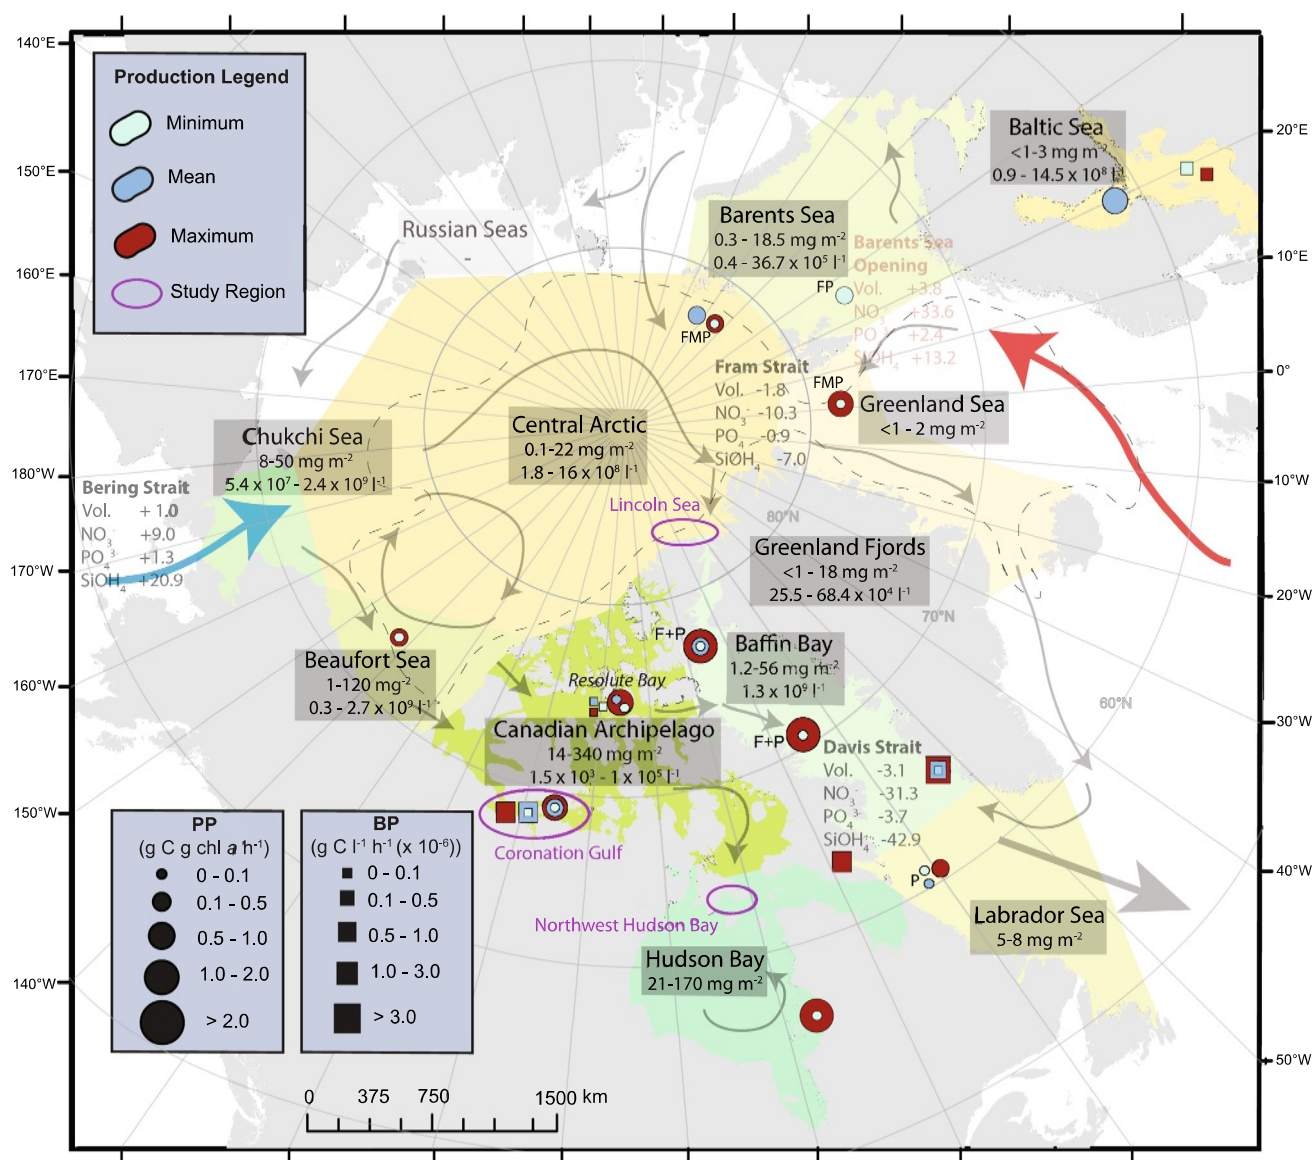 140°E
150°E
160°E
170°E
180°W
170°W
160°W
150°W
140°W
20°E
10°E
0°
10°W
20°W
30°W
40°W
50°W
Production Legend
Minimum
Mean
Maximum
Study Region
Russian Seas
-
Baltic Sea
<1-3 mg m⁻²
0.9 - 14.5 x 10⁸ l⁻¹
Barents Sea
0.3 - 18.5 mg m⁻²
0.4 - 36.7 x 10⁵ l⁻¹
Barents Sea
Opening
Vol. +3.8
NO₃⁻ +33.6
PO₄³⁻ +2.4
SiOH₄ +13.2
FP
FMP
Fram Strait
Vol. -1.8
NO₃⁻ -10.3
PO₄³⁻ -0.9
SiOH₄ -7.0
FMP
Greenland Sea
<1 - 2 mg m⁻²
Central Arctic
0.1-22 mg m⁻²
1.8 - 16 x 10⁸ l⁻¹
Chukchi Sea
8-50 mg m⁻²
5.4 x 10⁷ - 2.4 x 10⁹ l⁻¹
Bering Strait
Vol. + 1.0
NO₃⁻ +9.0
PO₄³⁻ +1.3
SiOH₄ +20.9
Lincoln Sea
80°N
70°N
60°N
Greenland Fjords
<1 - 18 mg m⁻²
25.5 - 68.4 x 10⁴ l⁻¹
F+P
Baffin Bay
1.2-56 mg m⁻²
1.3 x 10⁹ l⁻¹
Beaufort Sea
1-120 mg⁻²
0.3 - 2.7 x 10⁹ l⁻¹
Resolute Bay
Canadian Archipelago
14-340 mg m⁻²
1.5 x 10³ - 1 x 10⁵ l⁻¹
F+P
Davis Strait
Vol. -3.1
NO₃⁻ -31.3
PO₄³⁻ -3.7
SiOH₄ -42.9
Coronation Gulf
P
Labrador Sea
5-8 mg m⁻²
Northwest Hudson Bay
Hudson Bay
21-170 mg m⁻²
PP
(g C g chl a h⁻¹)
0 - 0.1
0.1 - 0.5
0.5 - 1.0
1.0 - 2.0
> 2.0
BP
(g C l⁻¹ h⁻¹ (x 10⁻⁶))
0 - 0.1
0.1 - 0.5
0.5 - 1.0
1.0 - 3.0
> 3.0
0 375 750 1500 km